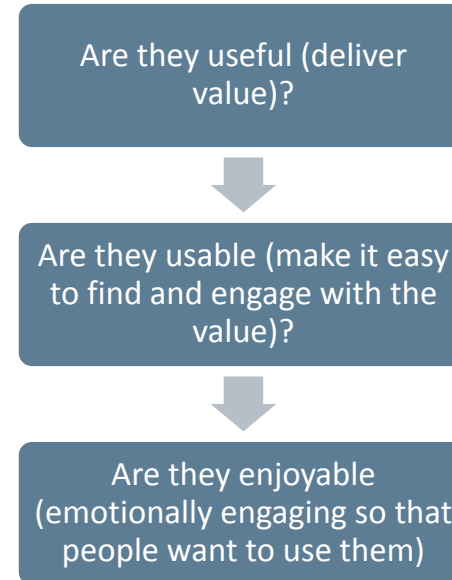 Are they useful (deliver
value)?
Are they usable (make it easy
to find and engage with the
value)?
Are they enjoyable
(emotionally engaging so that
people want to use them)